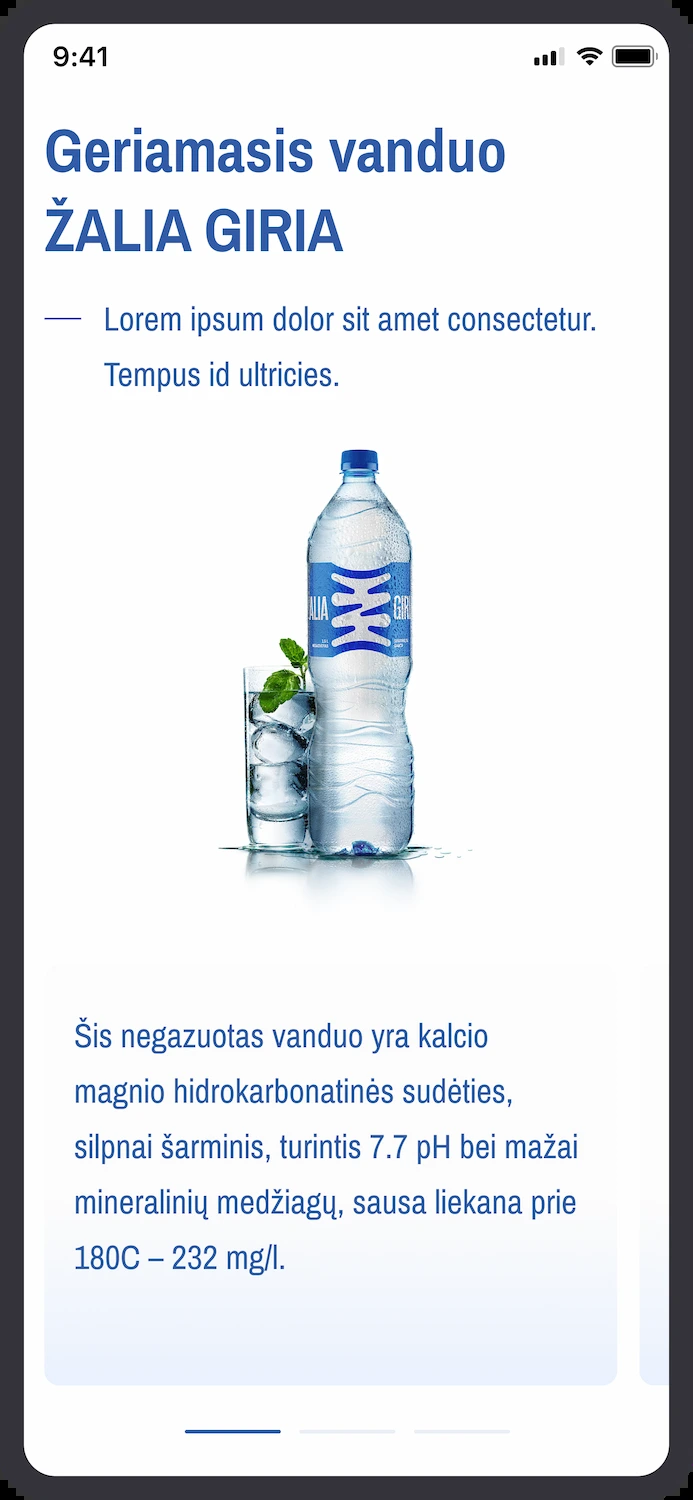 9:41
Geriamasis vanduo
ŽALIA GIRIA
Lorem ipsum dolor sit amet consectetur.
Tempus id ultricies.
ALIA GIRI
Šis negazuotas vanduo yra kalcio
magnio hidrokarbonatinės sudėties,
silpnai šarminis, turintis 7.7 pH bei mažai
mineralinių medžiagų, sausa liekana prie
180C – 232 mg/l.